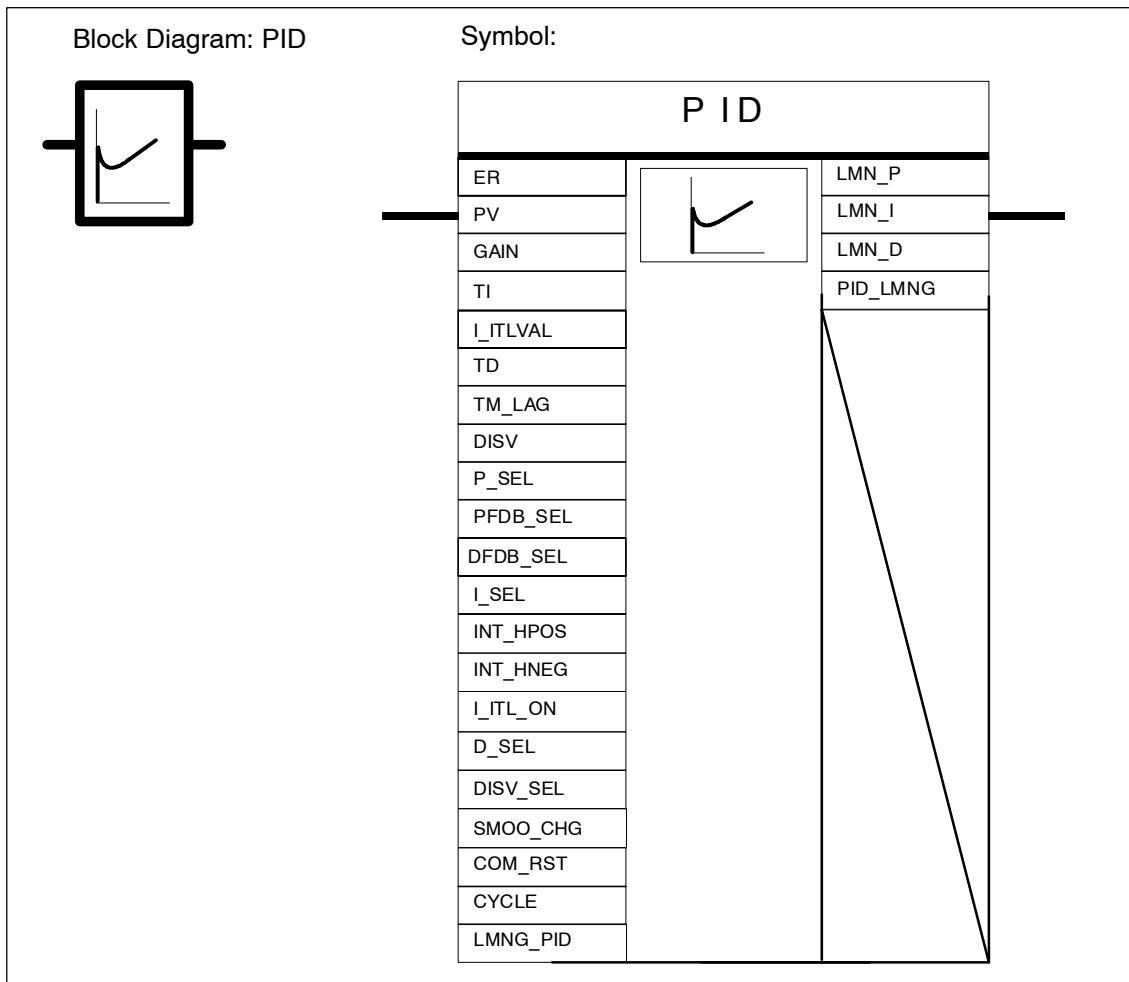 Block Diagram: PID
Symbol:
PID
ER
LMN_P
PV
LMN_I
GAIN
LMN_D
TI
PID_LMNG
I_ITLVAL
TD
TM_LAG
DISV
P_SEL
PFDB_SEL
DFDB_SEL
I_SEL
INT_HPOS
INT_HNEG
I_ITL_ON
D_SEL
DISV_SEL
SMOO_CHG
COM_RST
CYCLE
LMNG_PID